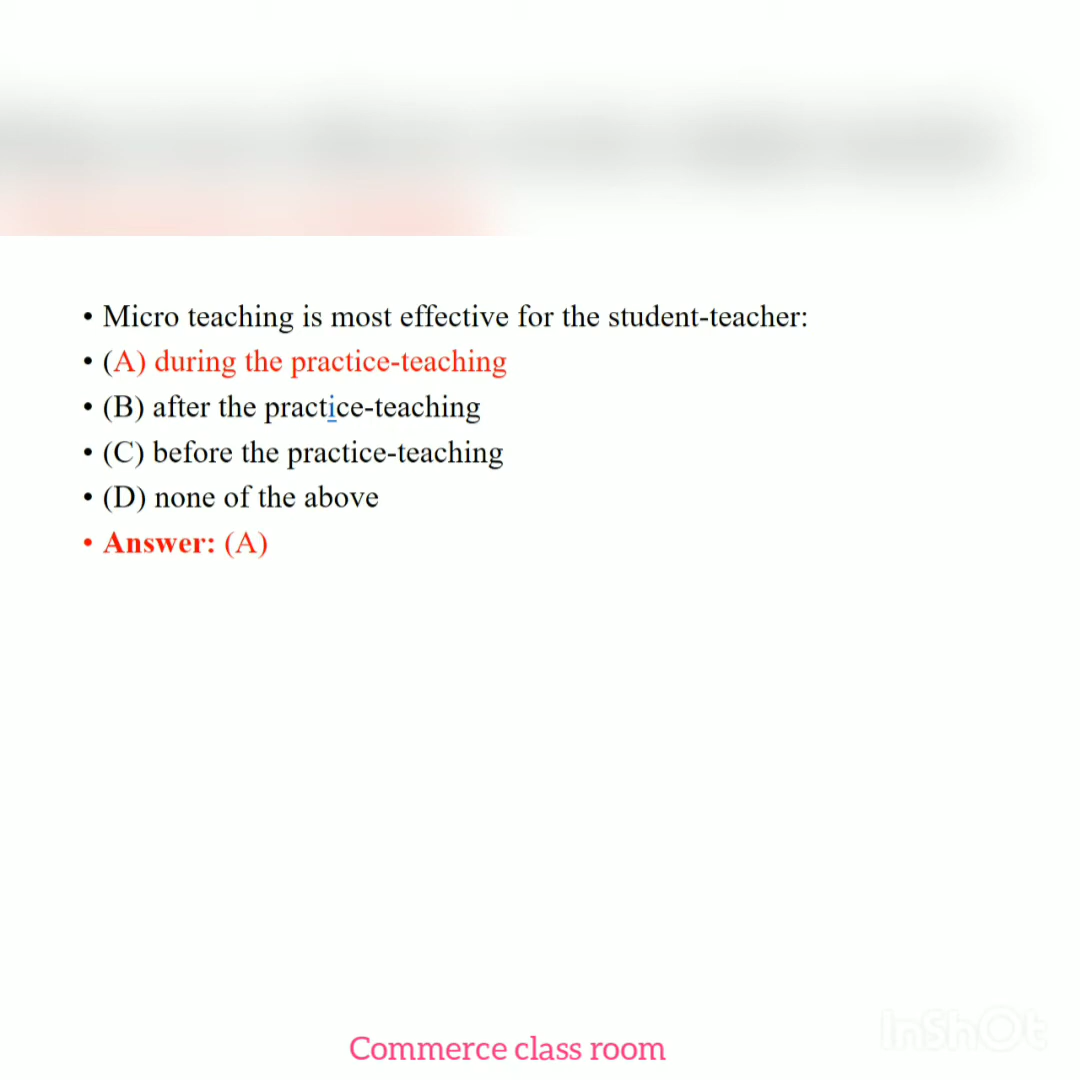 • Micro teaching is most effective for the student-teacher:
• (A) during the practice-teaching
• (B) after the practice-teaching
• (C) before the practice-teaching
• (D) none of the above
• Answer: (A)
Commerce class room
InShOt